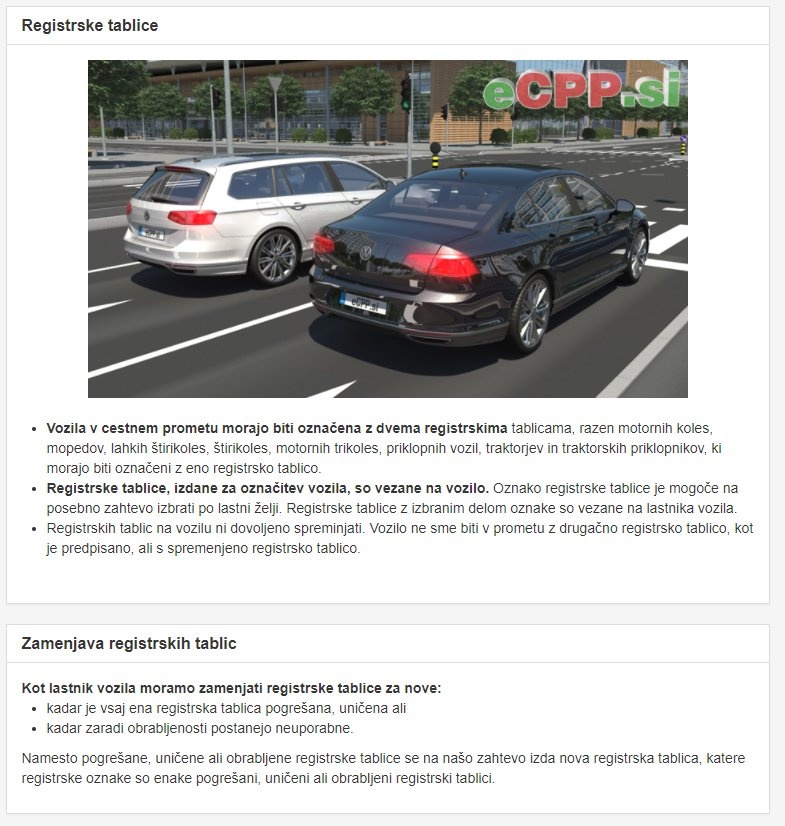 Registrske tablice
eCPP.si
eCPP.si
eCPP.si
Vozila v cestnem prometu morajo biti označena z dvema registrskima tablicama, razen motornih koles,
mopedov, lahkih štirikoles, štirikoles, motornih trikoles, priklopnih vozil, traktorjev in traktorskih priklopnikov, ki
morajo biti označeni z eno registrsko tablico.
Registrske tablice, izdane za označitev vozila, so vezane na vozilo. Oznako registrske tablice je mogoče na
posebno zahtevo izbrati po lastni želji. Registrske tablice z izbranim delom oznake so vezane na lastnika vozila.
Registrskih tablic na vozilu ni dovoljeno spreminjati. Vozilo ne sme biti v prometu z drugačno registrsko tablico, kot
je predpisano, ali s spremenjeno registrsko tablico.
Zamenjava registrskih tablic
Kot lastnik vozila moramo zamenjati registrske tablice za nove:
kadar je vsaj ena registrska tablica pogrešana, uničena ali
kadar zaradi obrabljenosti postanejo neuporabne.
Namesto pogrešane, uničene ali obrabljene registrske tablice se na našo zahtevo izda nova registrska tablica, katere
registrske oznake so enake pogrešani, uničeni ali obrabljeni registrski tablici.